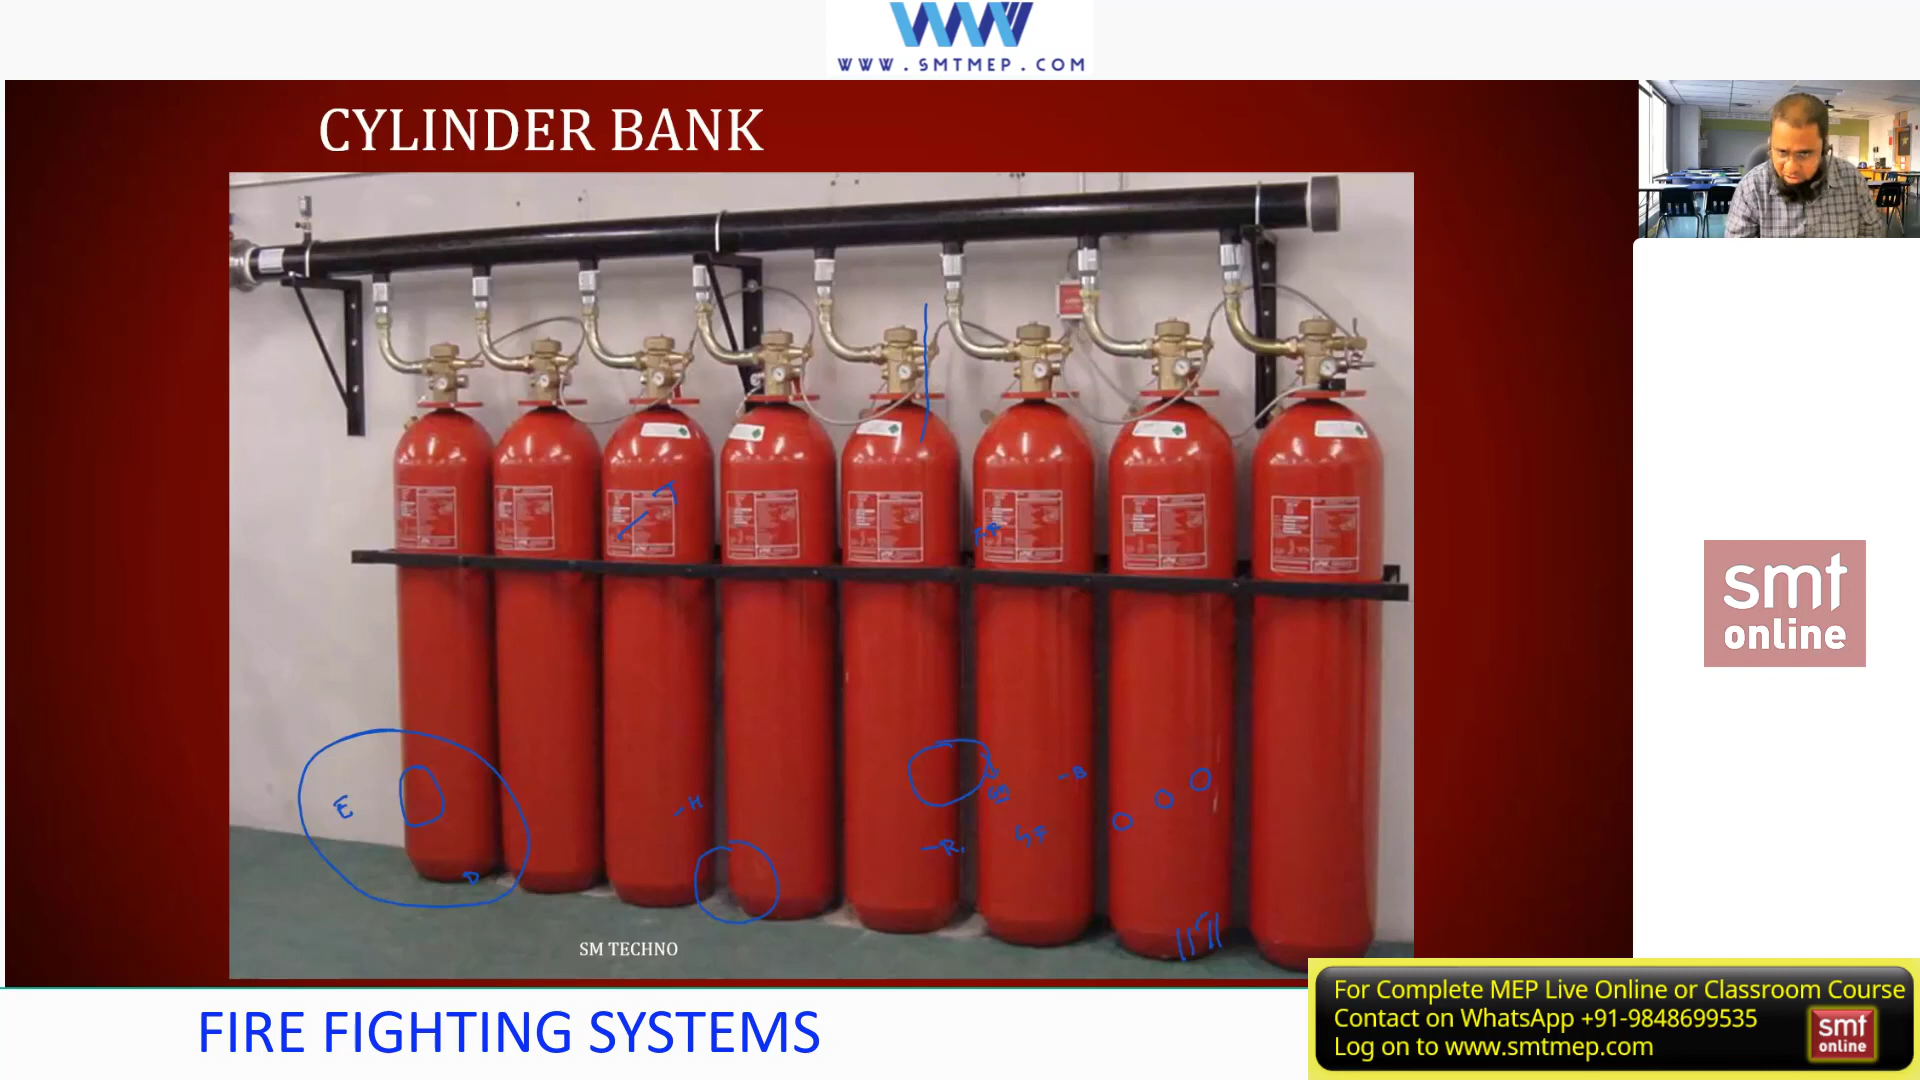 WWW.SMTMEP.COM
CYLINDER BANK
E
D
-H
-R.
-B
SM TECHNO
smt
online
FIRE FIGHTING SYSTEMS
For Complete MEP Live Online or Classroom Course
Contact on WhatsApp +91-9848699535
Log on to www.smtmep.com
smt
online